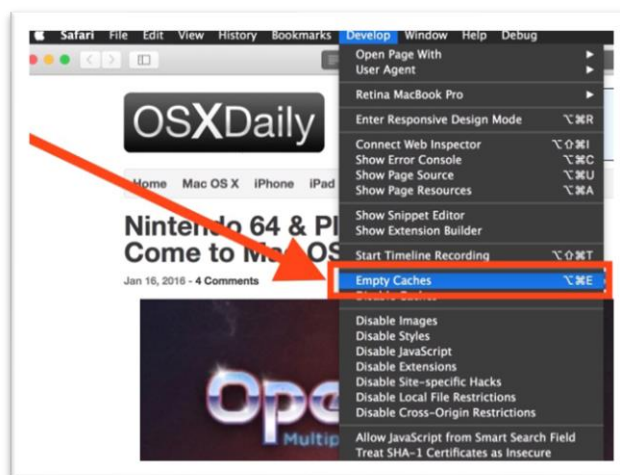 Safari File Edit View History Bookmarks Develop Window Help Debug
OSXDaily
Home Mac OS X iPhone iPad
Nintendo 64 & Pl
Come to Mac OS
Jan 16, 2016 - 4 Comments
Ope
Multip
Open Page With
User Agent
Retina MacBook Pro
Enter Responsive Design Mode ⌥⌘R
Connect Web Inspector ⌥⇧⌘I
Show Error Console ⌥⌘C
Show Page Source ⌥⌘U
Show Page Resources ⌥⌘A
Show Snippet Editor
Show Extension Builder
Start Timeline Recording ⌥⇧⌘T
Empty Caches ⌥⌘E
Disable Images
Disable Styles
Disable JavaScript
Disable Extensions
Disable Site-specific Hacks
Disable Local File Restrictions
Disable Cross-Origin Restrictions
Allow JavaScript from Smart Search Field
Treat SHA-1 Certificates as Insecure